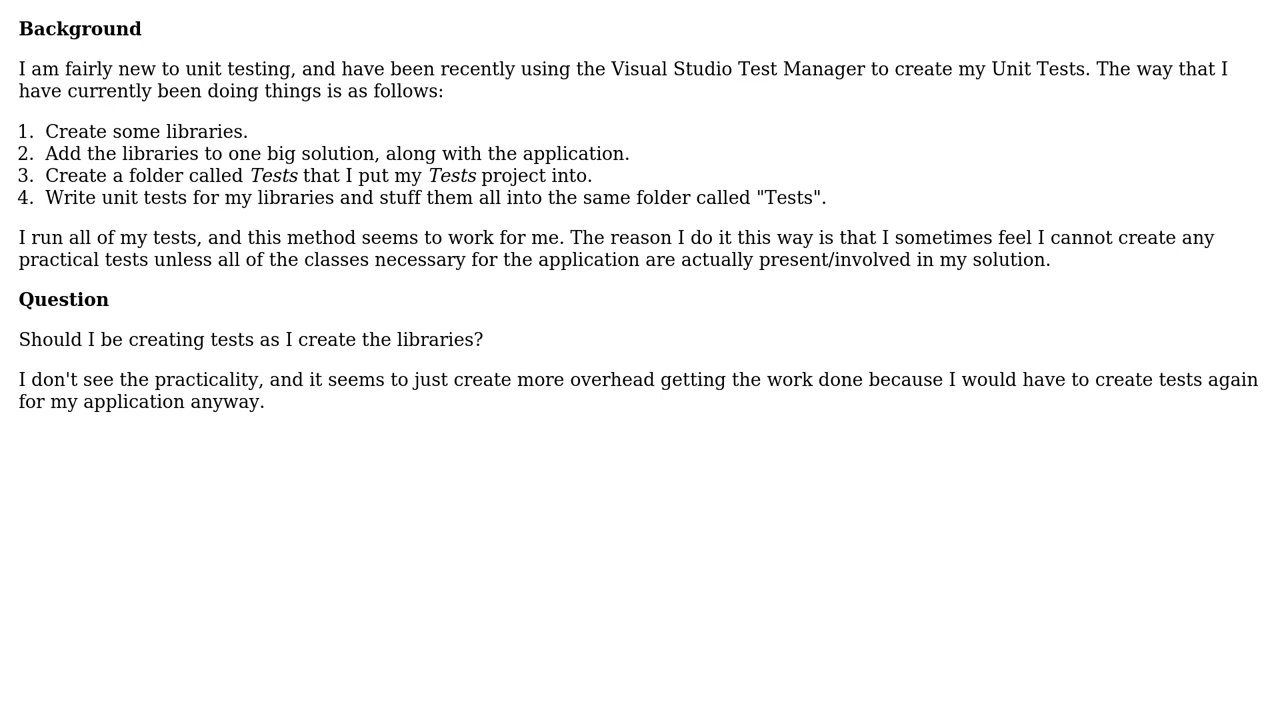 Background
I am fairly new to unit testing, and have been recently using the Visual Studio Test Manager to create my Unit Tests. The way that I
have currently been doing things is as follows:
1. Create some libraries.
2. Add the libraries to one big solution, along with the application.
3. Create a folder called Tests that I put my Tests project into.
4. Write unit tests for my libraries and stuff them all into the same folder called "Tests".
I run all of my tests, and this method seems to work for me. The reason I do it this way is that I sometimes feel I cannot create any
practical tests unless all of the classes necessary for the application are actually present/involved in my solution.
Question
Should I be creating tests as I create the libraries?
I don't see the practicality, and it seems to just create more overhead getting the work done because I would have to create tests again
for my application anyway.